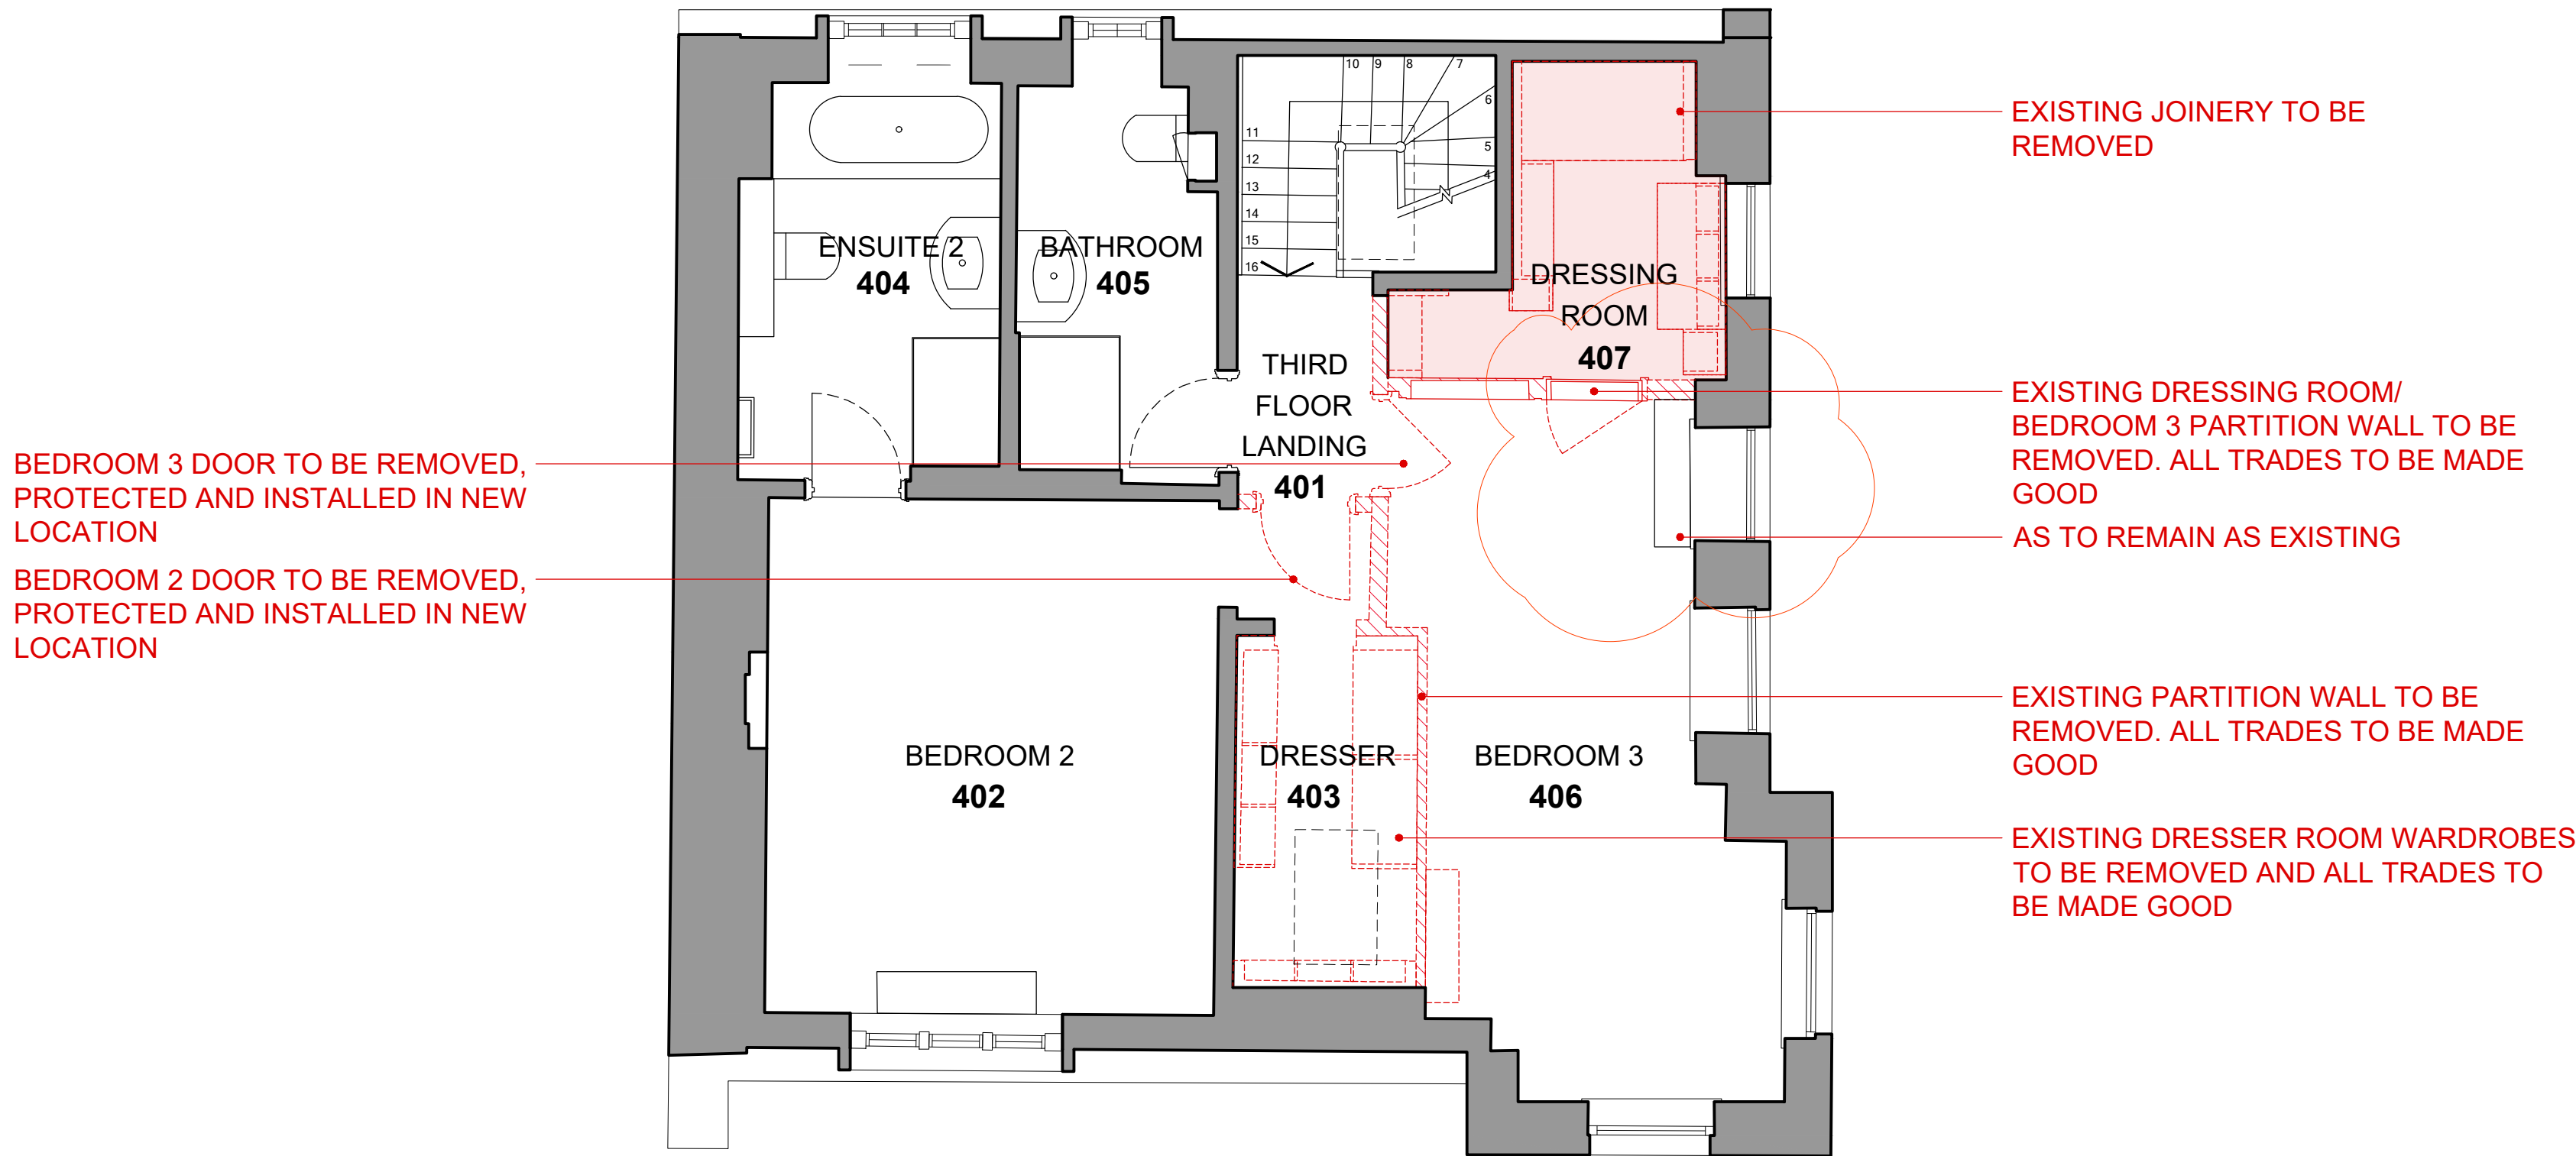 10 9 8 7
6
5
4
11
12
13
14
15
16
EXISTING JOINERY TO BE
REMOVED
ENSUITE 2
404
BATHROOM
405
DRESSING
ROOM
407
THIRD
FLOOR
LANDING
401
EXISTING DRESSING ROOM/
BEDROOM 3 PARTITION WALL TO BE
REMOVED. ALL TRADES TO BE MADE
GOOD
BEDROOM 3 DOOR TO BE REMOVED,
PROTECTED AND INSTALLED IN NEW
LOCATION
AS TO REMAIN AS EXISTING
BEDROOM 2 DOOR TO BE REMOVED,
PROTECTED AND INSTALLED IN NEW
LOCATION
EXISTING PARTITION WALL TO BE
REMOVED. ALL TRADES TO BE MADE
GOOD
BEDROOM 2
402
DRESSER
403
BEDROOM 3
406
EXISTING DRESSER ROOM WARDROBES
TO BE REMOVED AND ALL TRADES TO
BE MADE GOOD